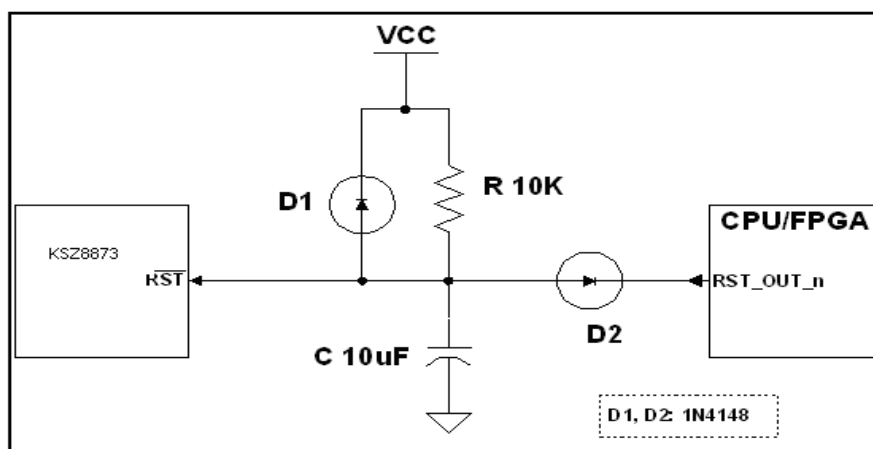 VCC
D1
R 10K
CPU/FPGA
KSZ8873
RST
RST_OUT_n
D2
C 10uF
D1, D2: 1N4148